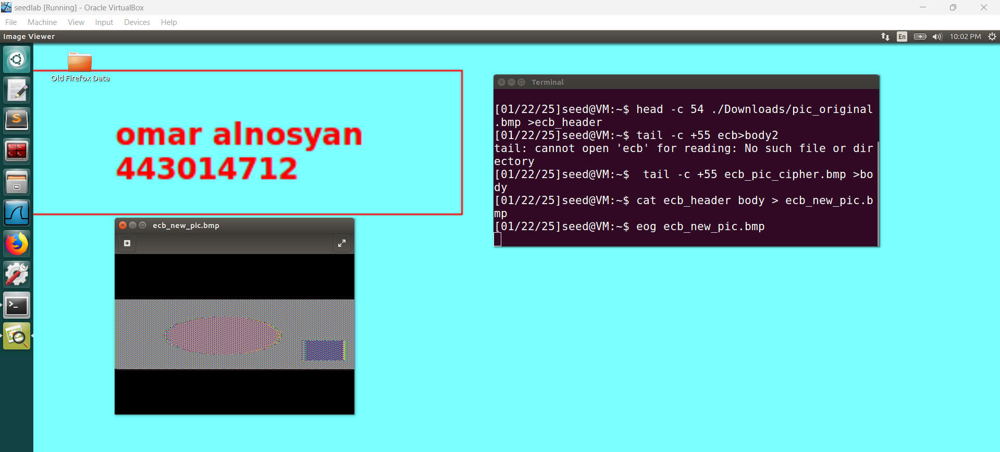 seedlab [Running] - Oracle VirtualBox
File Machine View Input Devices Help
Image Viewer
En
10:02 PM
Old Firefox Data
omar alnosyan
443014712
Terminal
[01/22/25]seed@VM:~$ head -c 54 ./Downloads/pic_original
.bmp >ecb_header
[01/22/25]seed@VM:~$ tail -c +55 ecb>body2
tail: cannot open 'ecb' for reading: No such file or dir
ectory
[01/22/25]seed@VM:~$  tail -c +55 ecb_pic_cipher.bmp >bo
dy
[01/22/25]seed@VM:~$ cat ecb_header body > ecb_new_pic.b
mp
[01/22/25]seed@VM:~$ eog ecb_new_pic.bmp
ecb_new_pic.bmp